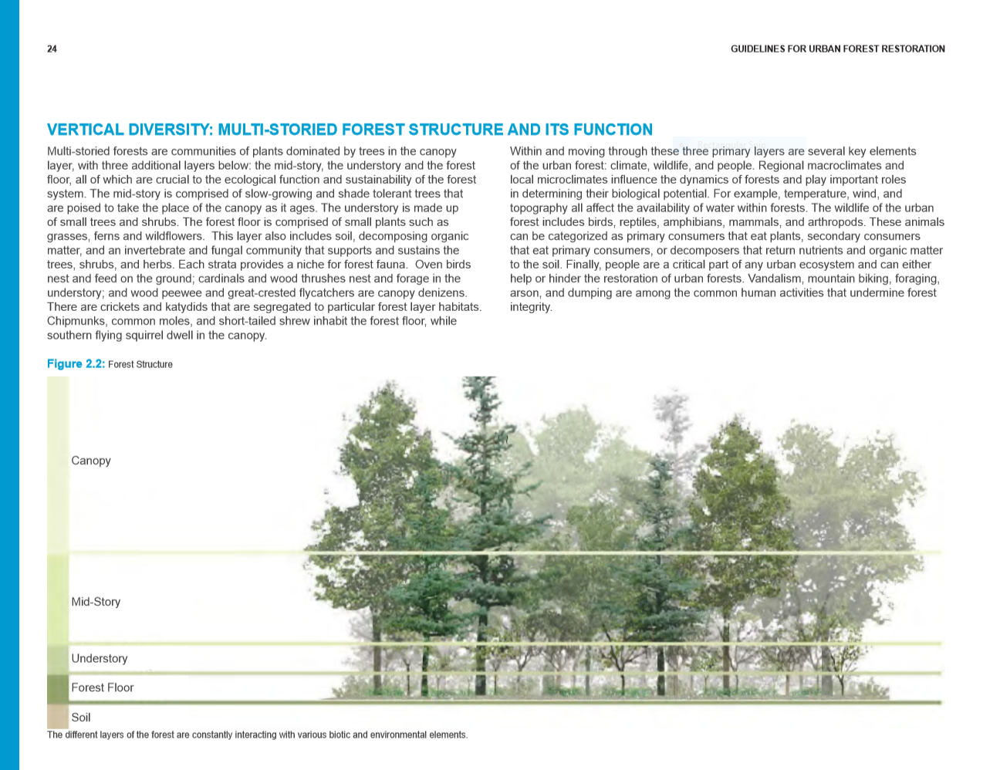 24
GUIDELINES FOR URBAN FOREST RESTORATION
VERTICAL DIVERSITY: MULTI-STORIED FOREST STRUCTURE AND ITS FUNCTION
Multi-storied forests are communities of plants dominated by trees in the canopy
layer, with three additional layers below: the mid-story, the understory and the forest
floor, all of which are crucial to the ecological function and sustainability of the forest
system. The mid-story is comprised of slow-growing and shade tolerant trees that
are poised to take the place of the canopy as it ages. The understory is made up
of small trees and shrubs. The forest floor is comprised of small plants such as
grasses, ferns and wildflowers.  This layer also includes soil, decomposing organic
matter, and an invertebrate and fungal community that supports and sustains the
trees, shrubs, and herbs. Each strata provides a niche for forest fauna.  Oven birds
nest and feed on the ground; cardinals and wood thrushes nest and forage in the
understory; and wood peewee and great-crested flycatchers are canopy denizens.
There are crickets and katydids that are segregated to particular forest layer habitats.
Chipmunks, common moles, and short-tailed shrew inhabit the forest floor, while
southern flying squirrel dwell in the canopy.
Within and moving through these three primary layers are several key elements
of the urban forest: climate, wildlife, and people. Regional macroclimates and
local microclimates influence the dynamics of forests and play important roles
in determining their biological potential. For example, temperature, wind, and
topography all affect the availability of water within forests. The wildlife of the urban
forest includes birds, reptiles, amphibians, mammals, and arthropods. These animals
can be categorized as primary consumers that eat plants, secondary consumers
that eat primary consumers, or decomposers that return nutrients and organic matter
to the soil. Finally, people are a critical part of any urban ecosystem and can either
help or hinder the restoration of urban forests. Vandalism, mountain biking, foraging,
arson, and dumping are among the common human activities that undermine forest
integrity.
Figure 2.2: Forest Structure
Canopy
Mid-Story
Understory
Forest Floor
Soil
The different layers of the forest are constantly interacting with various biotic and environmental elements.